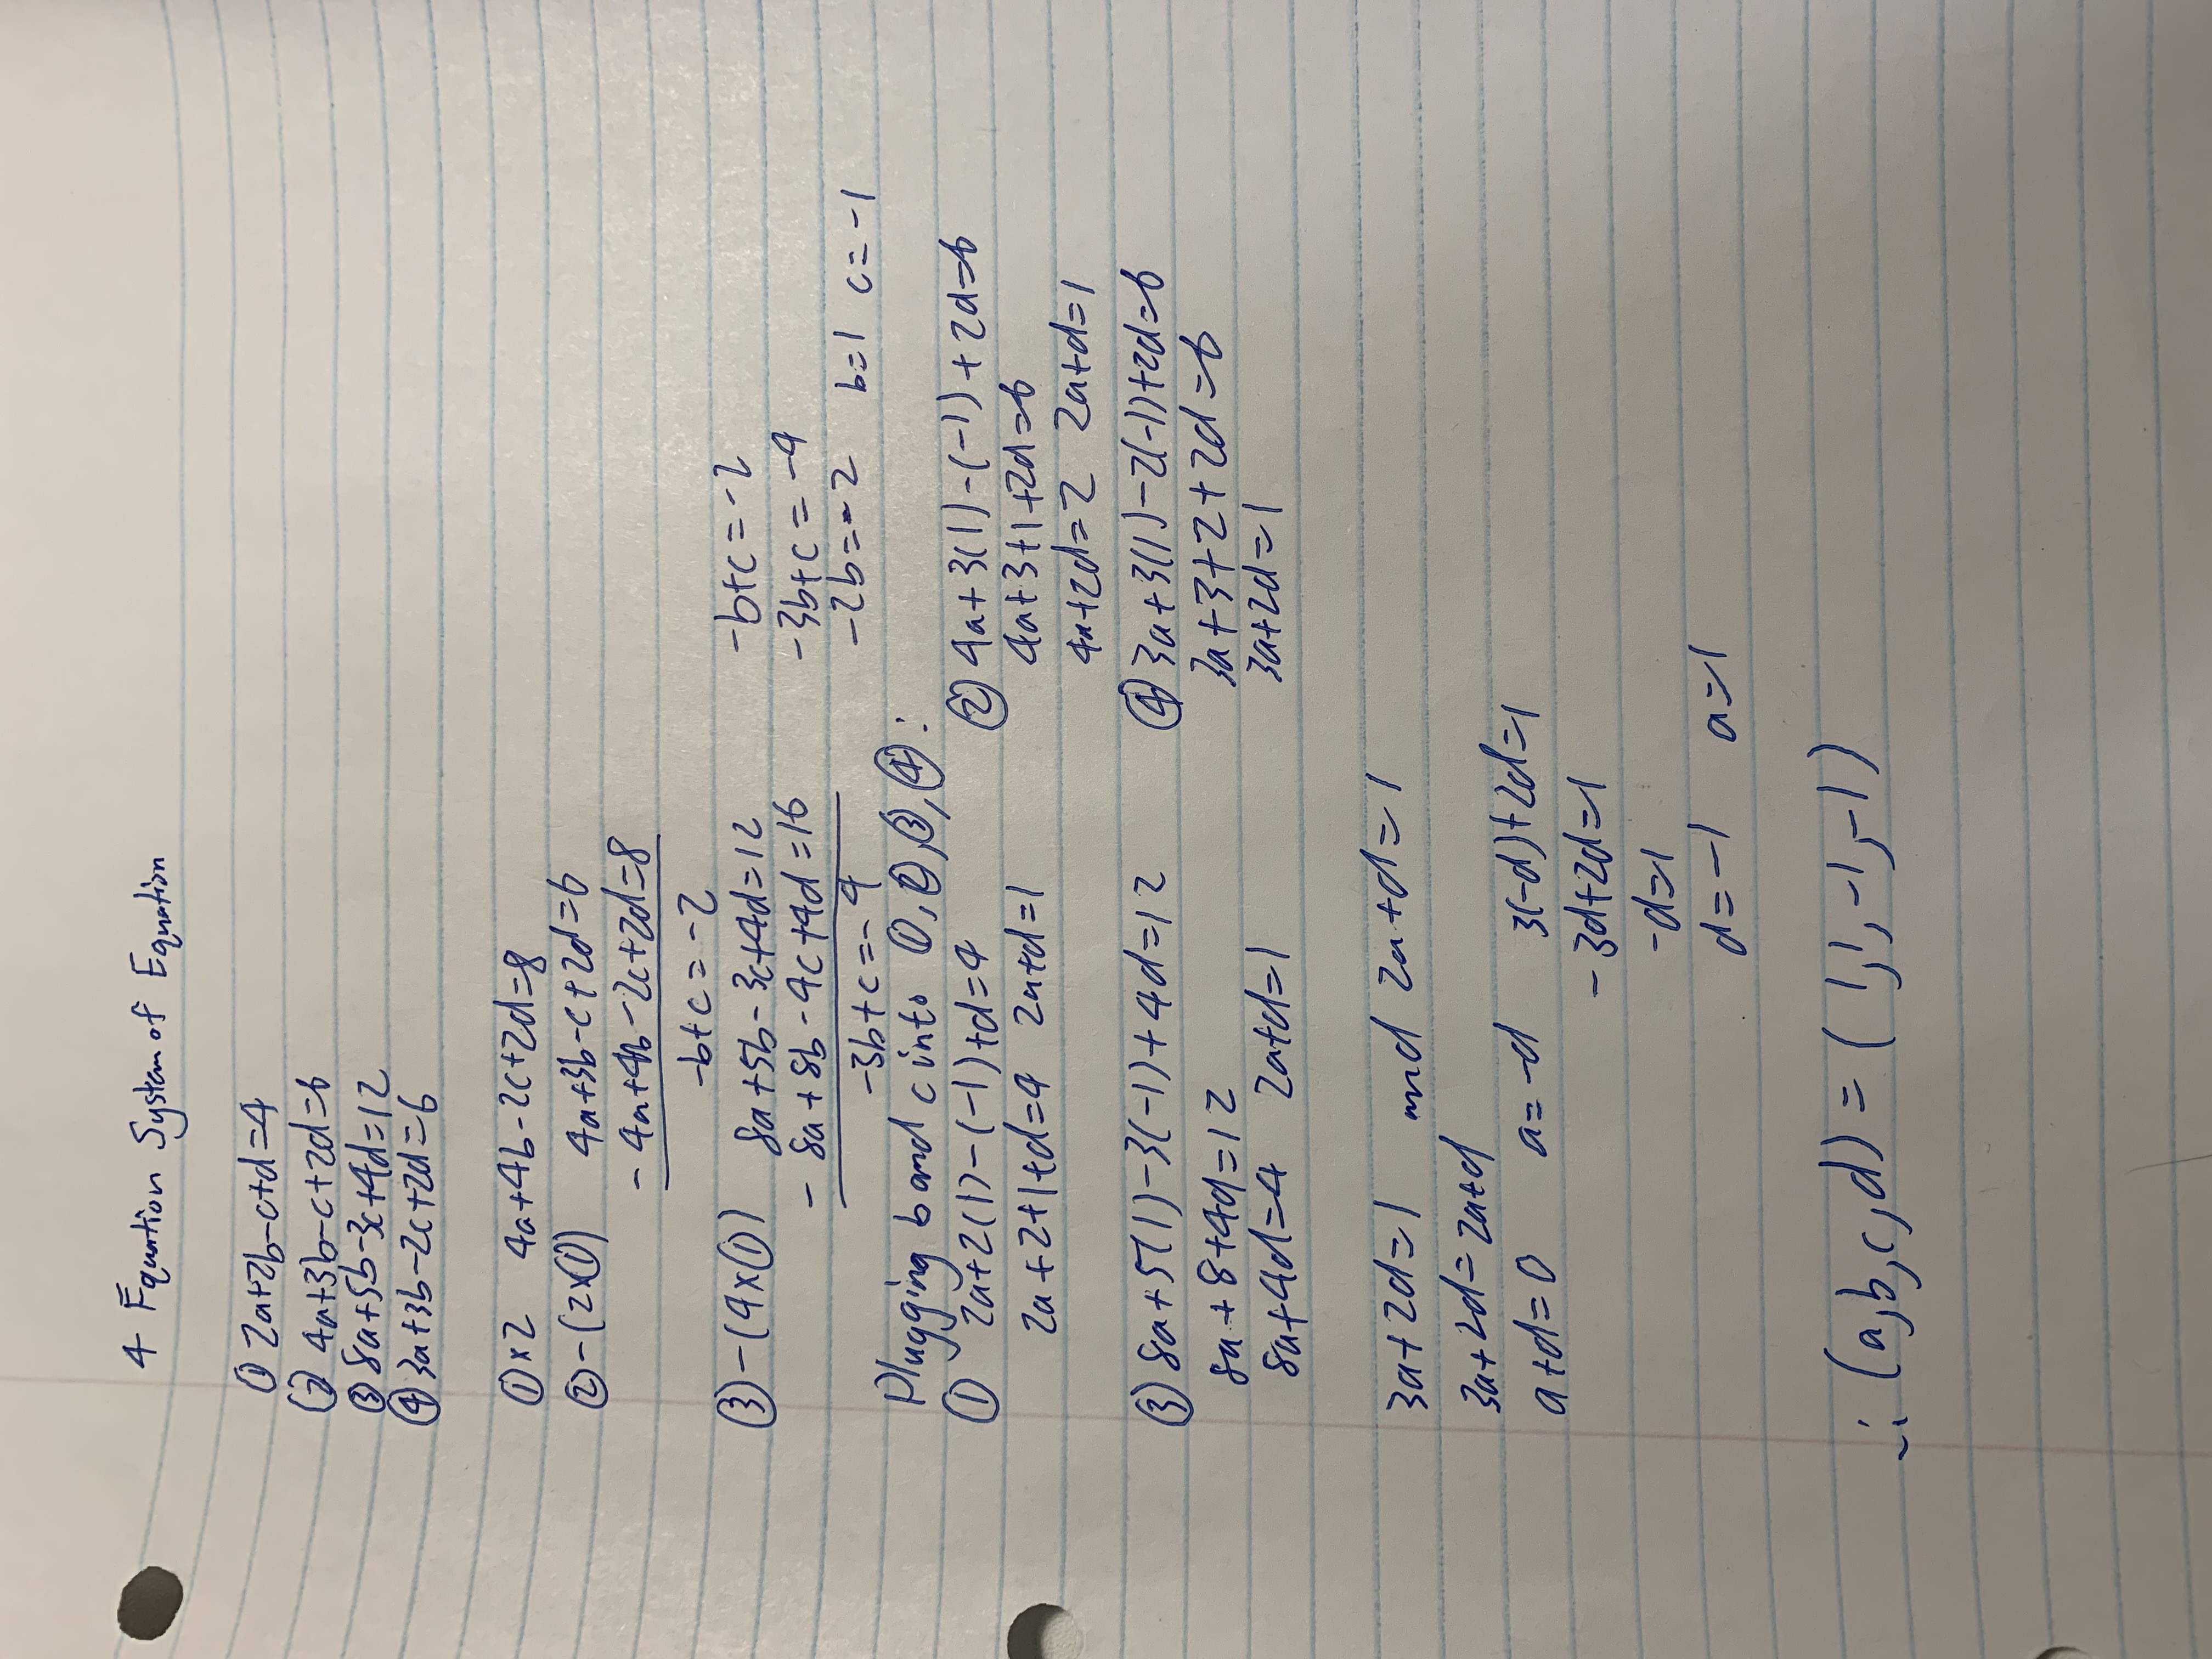 4 Equation System of Equation
① 2a+2b-c+d=4
② 4a+3b-c+2d=6
③ 8a+5b-3c+4d=12
④ 3a+3b-2c+2d=6
①×2 4a+4b-2c+2d=8
②-(2×①) 4a+3b-c+2d=6
- 4a+4b-2c+2d=8
-b+c=-2
③-(4×①) 8a+5b-3c+4d=12
- 8a+8b-4c+4d=16
-3b+c=-4
-b+c=-2
-3b+c=-4
-2b=-2 b=1 c=-1
Plugging b and c into ①,②,③,④:
① 2a+2(1)-(-1)+d=4
2a+2+1+d=4 2a+d=1
② 4a+3(1)-(-1)+2d=6
4a+3+1+2d=6
4a+2d=2 2a+d=1
③ 8a+5(1)-3(-1)+4d=12
8a+8+4d=12
8a+4d=4 2a+d=1
④ 3a+3(1)-2(-1)+2d=6
3a+3+2+2d=6
3a+2d=1
3a+2d=1 and 2a+d=1
3a+2d=2a+d
a+d=0 a=-d 3(-d)+2d=1
-3d+2d=1
-d=1
d=-1 a=1
∴ (a,b,c,d)=(1,1,-1,-1)